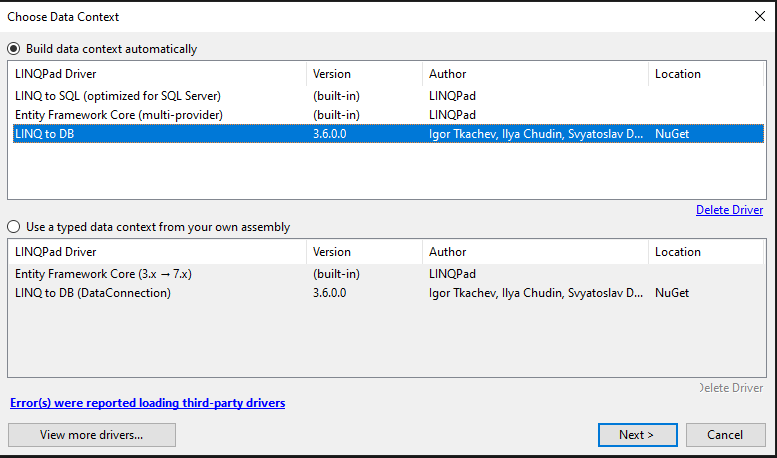 Choose Data Context
Build data context automatically
LINQPad Driver Version Author Location
LINQ to SQL (optimized for SQL Server) (built-in) LINQPad
Entity Framework Core (multi-provider) (built-in) LINQPad
LINQ to DB 3.6.0.0 Igor Tkachev, Ilya Chudin, Svyatoslav D... NuGet
Delete Driver
Use a typed data context from your own assembly
LINQPad Driver Version Author Location
Entity Framework Core (3.x → 7.x) (built-in) LINQPad
LINQ to DB (DataConnection) 3.6.0.0 Igor Tkachev, Ilya Chudin, Svyatoslav D... NuGet
Delete Driver
Error(s) were reported loading third-party drivers
View more drivers... Next > Cancel